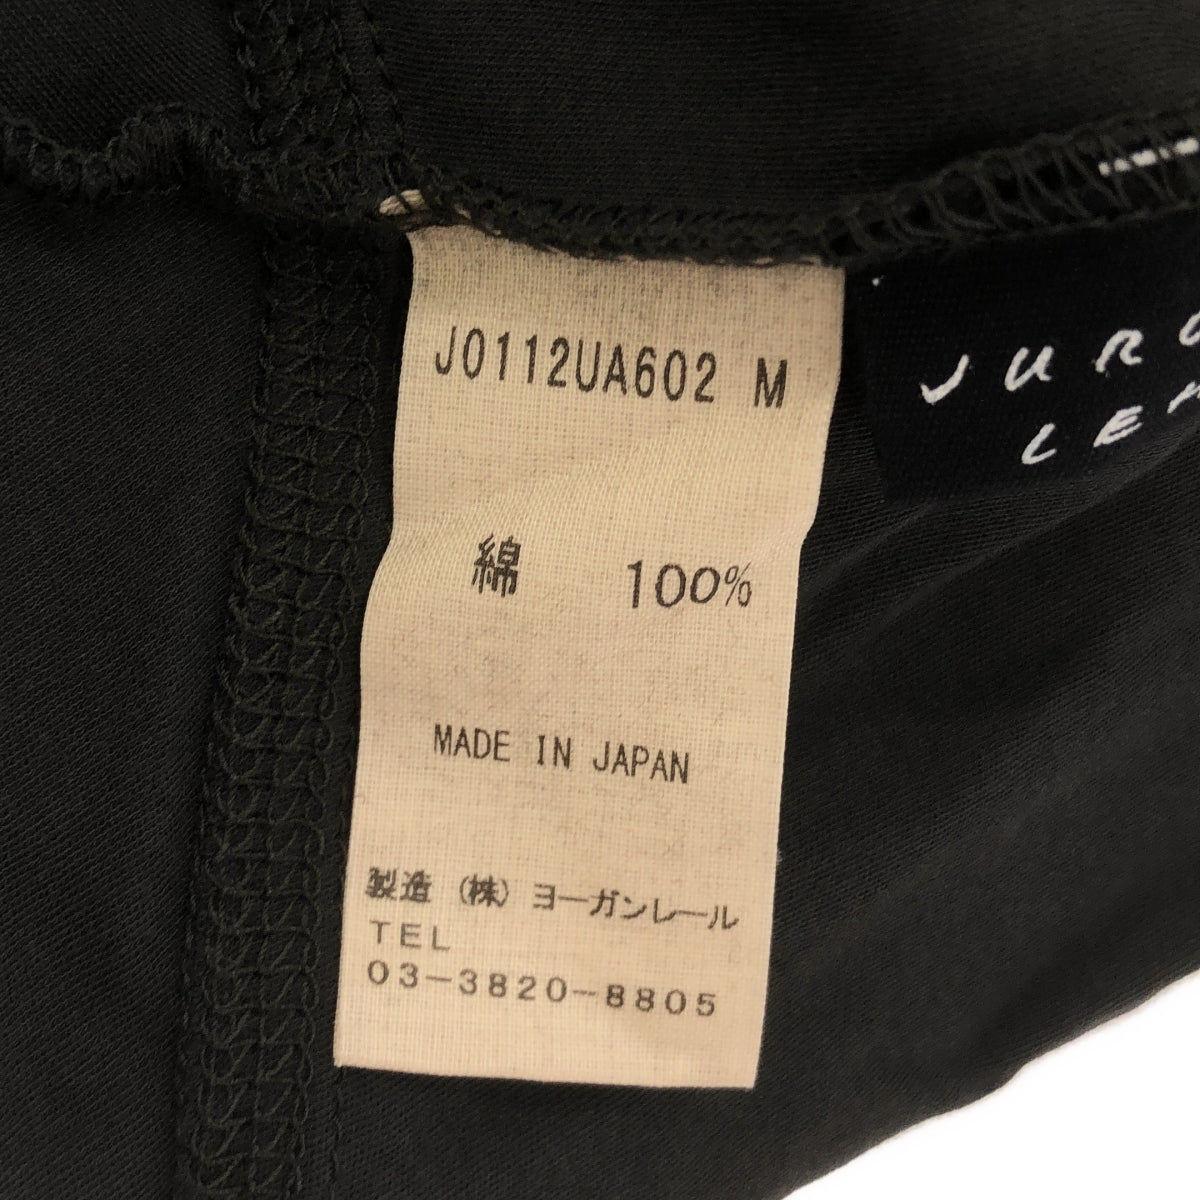 J0112UA602 M
綿 100%
MADE IN JAPAN
製造 (株) ヨーガンレール
TEL
03-3820-8805